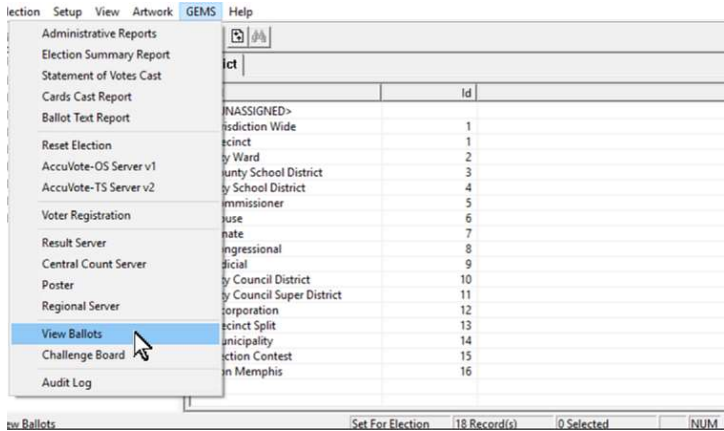 lection Setup View Artwork GEMS Help
Administrative Reports
Election Summary Report
Statement of Votes Cast
Cards Cast Report
Ballot Text Report
Reset Election
AccuVote-OS Server v1
AccuVote-TS Server v2
Voter Registration
Result Server
Central Count Server
Poster
Regional Server
View Ballots
Challenge Board
Audit Log
ict
Id
JNASSIGNED>
risdiction Wide 1
ecinct 1
y Ward 2
unty School District 3
y School District 4
mmissioner 5
use 6
nate 7
ngressional 8
dicial 9
y Council District 10
y Council Super District 11
corporation 12
ecinct Split 13
unicipality 14
ection Contest 15
n Memphis 16
ew Ballots Set For Election 18 Record(s) 0 Selected NUM